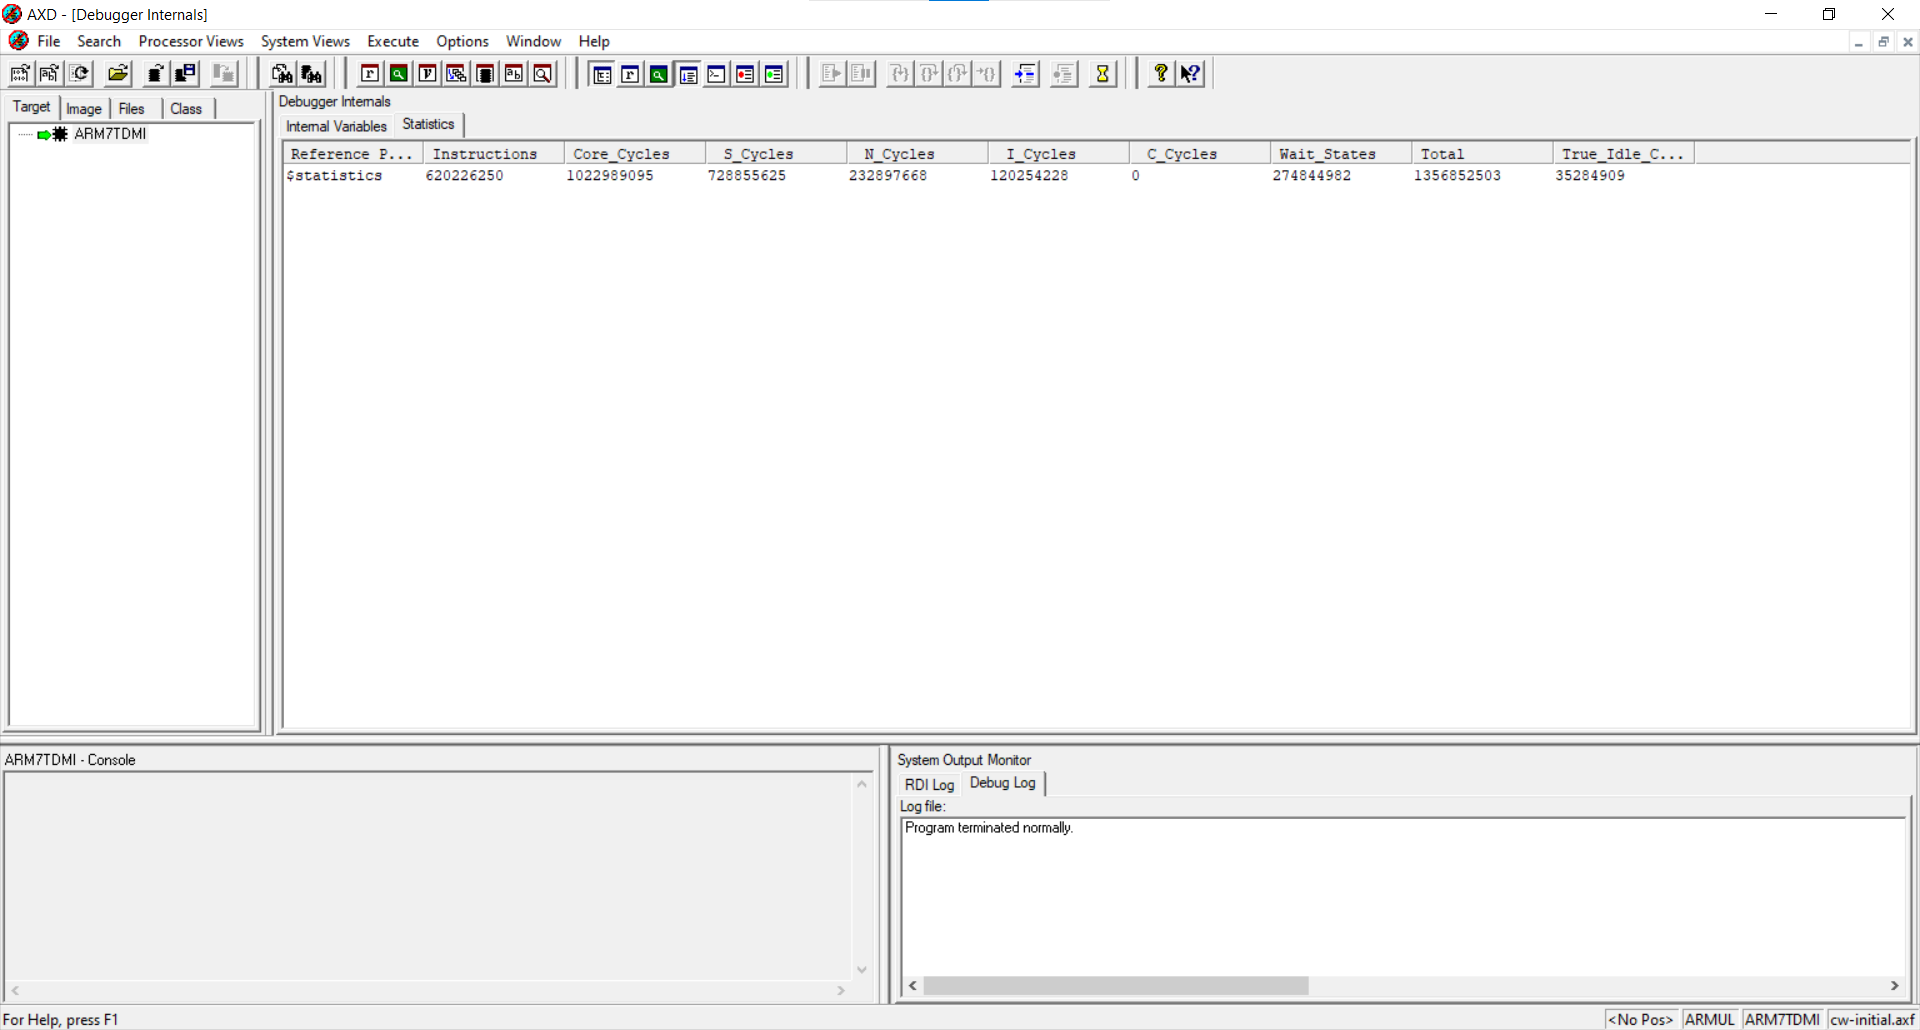 AXD - [Debugger Internals]
File Search Processor Views System Views Execute Options Window Help
Target Image Files Class
ARM7TDMI
Debugger Internals
Internal Variables Statistics
Reference P... Instructions Core_Cycles S_Cycles N_Cycles I_Cycles C_Cycles Wait_States Total True_Idle_C...
$statistics 620226250 1022989095 728855625 232897668 120254228 0 274844982 1356852503 35284909
ARM7TDMI - Console
System Output Monitor
RDI Log Debug Log
Log file:
Program terminated normally.
For Help, press F1
<No Pos> ARMUL ARM7TDMI cw-initial.axf